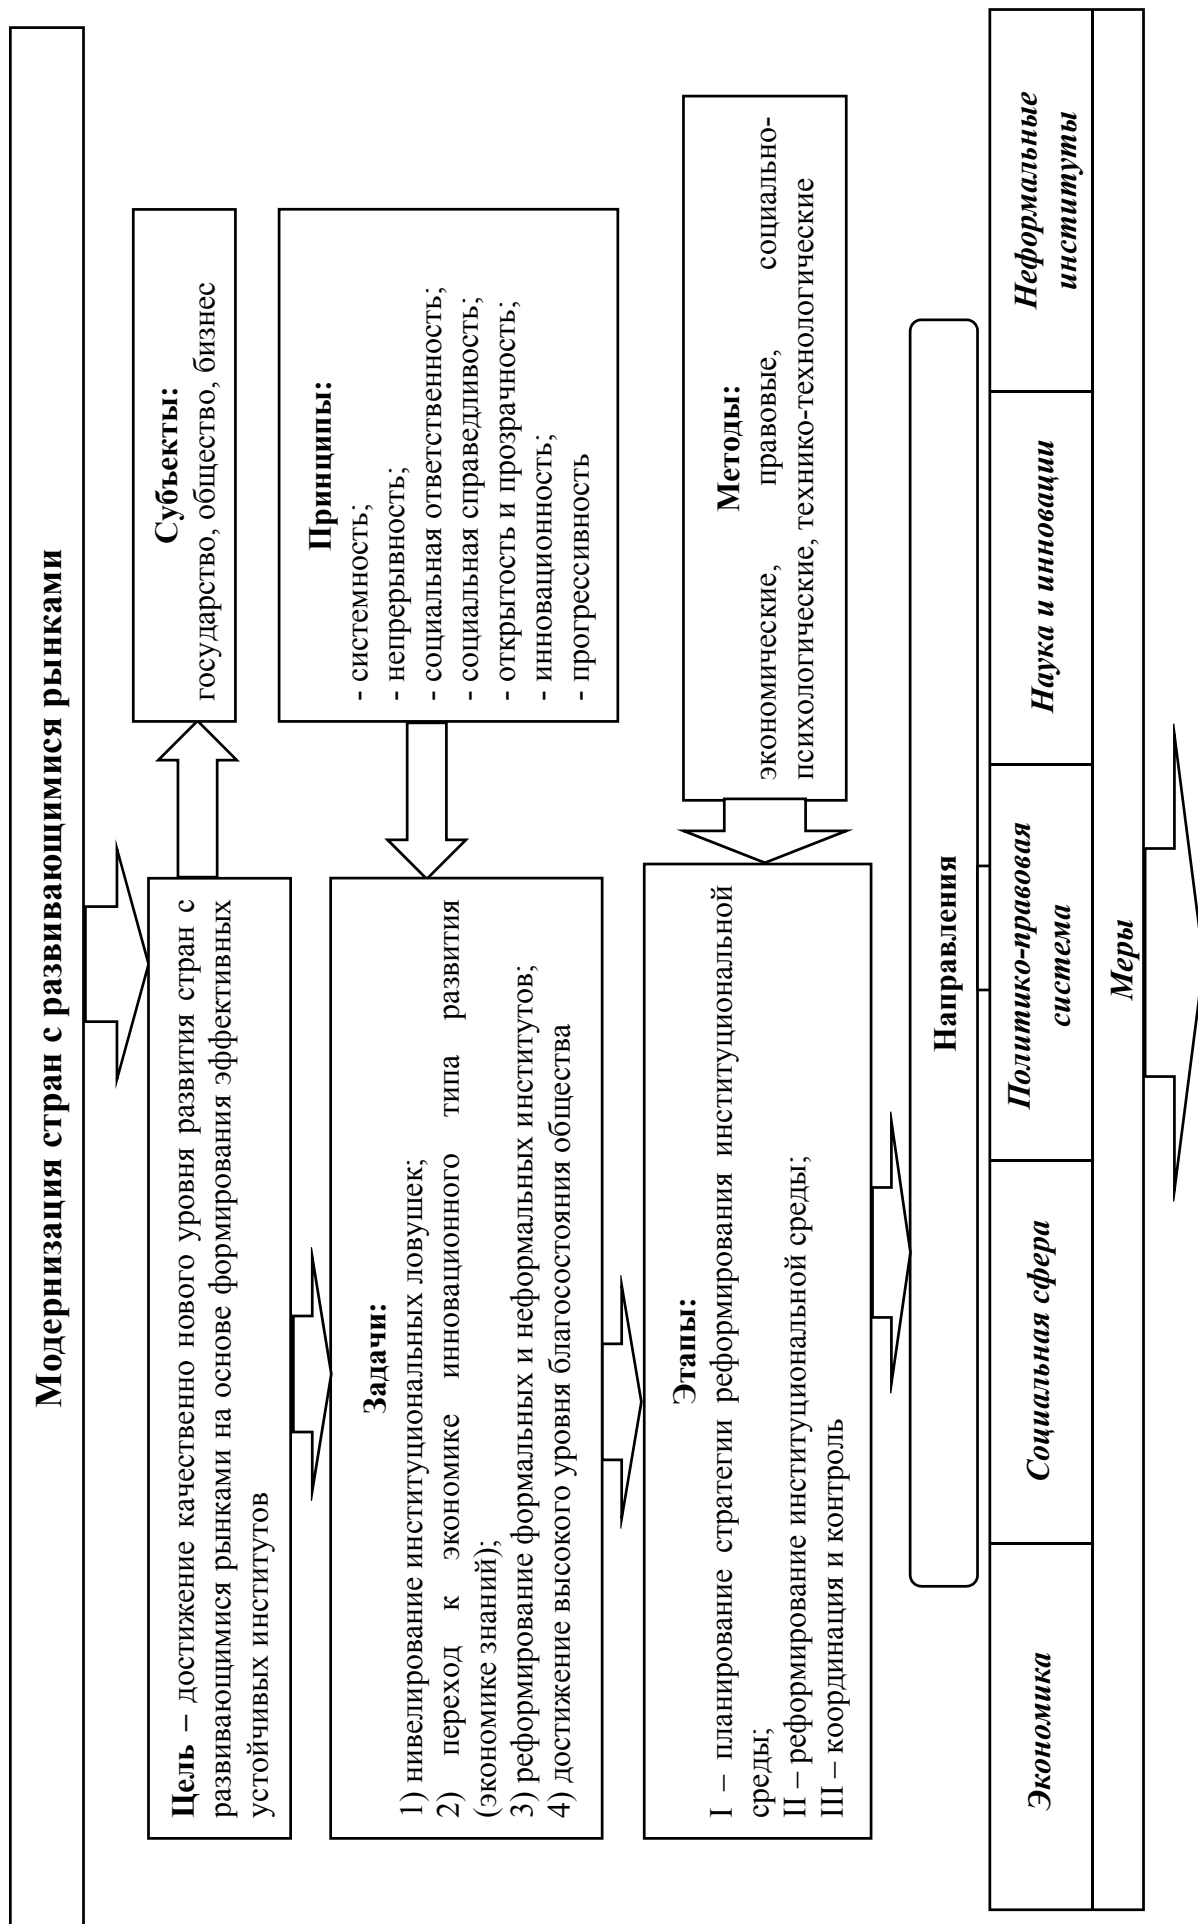 Модернизация стран с развивающимися рынками
Цель – достижение качественно нового уровня развития стран с
развивающимися рынками на основе формирования эффективных
устойчивых институтов
Субъекты:
государство, общество, бизнес
Задачи:
1) нивелирование институциональных ловушек;
2) переход к экономике инновационного типа развития
(экономике знаний);
3) реформирование формальных и неформальных институтов;
4) достижение высокого уровня благосостояния общества
Принципы:
- системность;
- непрерывность;
- социальная ответственность;
- социальная справедливость;
- открытость и прозрачность;
- инновационность;
- прогрессивность
Этапы:
I – планирование стратегии реформирования институциональной
среды;
II – реформирование институциональной среды;
III – координация и контроль
Методы:
экономические, правовые, социально-
психологические, технико-технологические
Направления
Экономика
Социальная сфера
Политико-правовая
система
Наука и инновации
Неформальные
институты
Меры